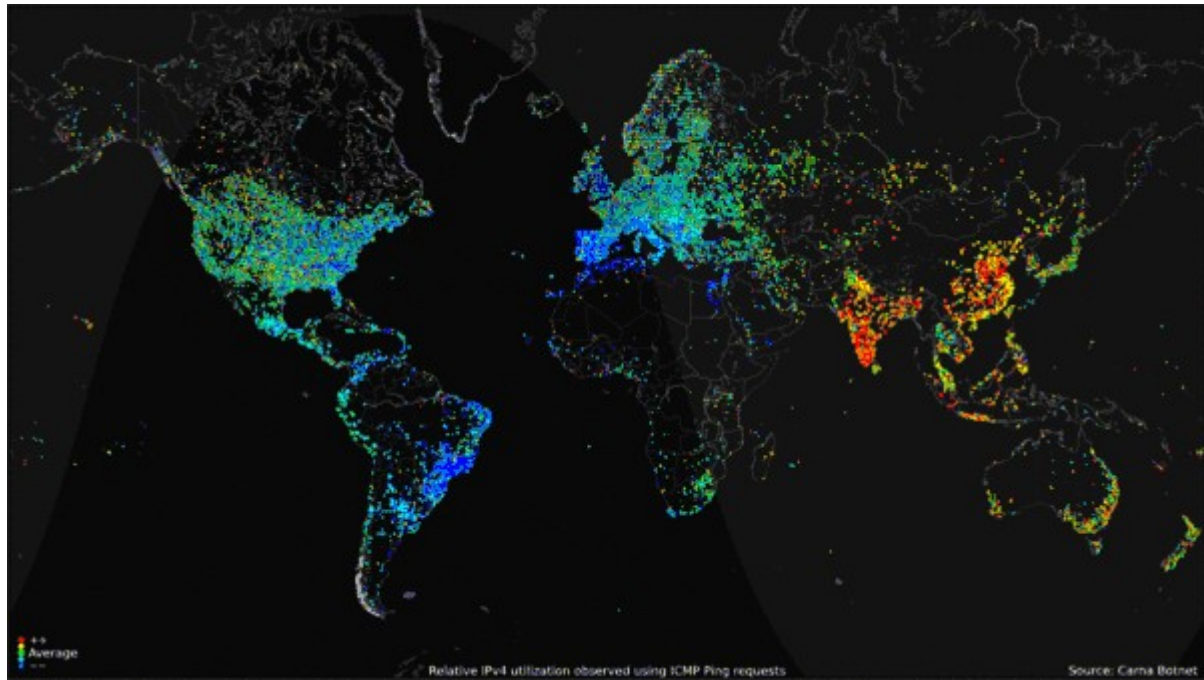 Average
Relative IPv4 utilization observed using ICMP Ping requests
Source: Carna Botnet